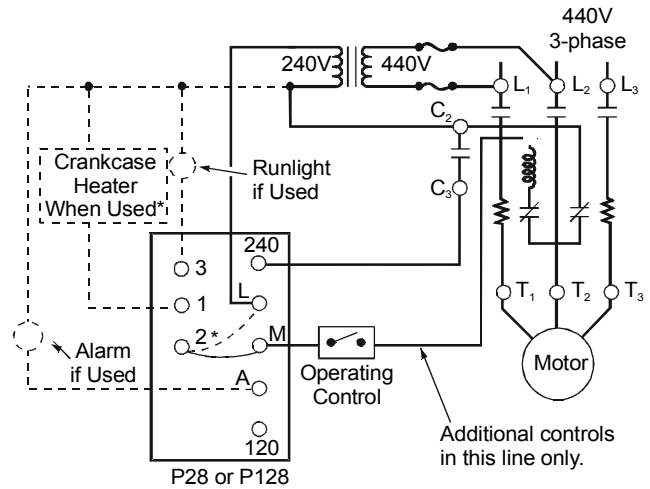 440V
3-phase
240V
440V
L1
L2
L3
C2
C3
Crankcase
Heater
When Used*
Runlight
if Used
240
3
L
1
2*
M
A
120
Alarm
if Used
Operating
Control
T1
T2
T3
Motor
Additional controls
in this line only.
P28 or P128